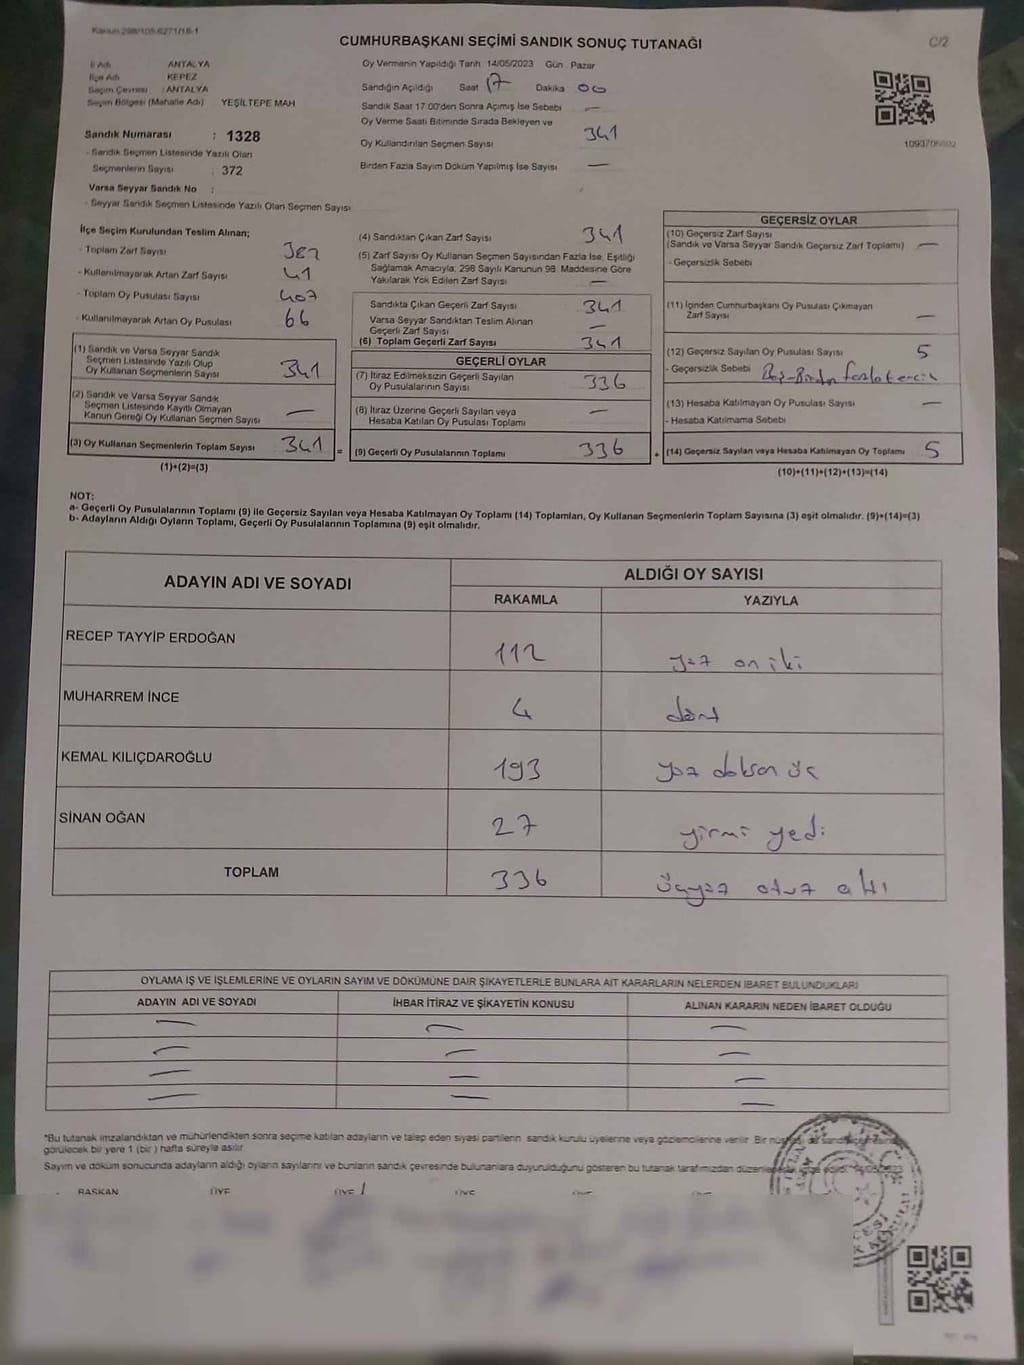 Kanun 298/105-6271/18-1
C/2
CUMHURBAŞKANI SEÇİMİ SANDIK SONUÇ TUTANAĞI
İl Adı ANTALYA
İlçe Adı KEPEZ
Seçim Çevresi : ANTALYA
Seçim Bölgesi (Mahalle Adı) YEŞİLTEPE MAH
Sandık Numarası : 1328
- Sandık Seçmen Listesinde Yazılı Olan
Seçmenlerin Sayısı : 372
Varsa Seyyar Sandık No :
- Seyyar Sandık Seçmen Listesinde Yazılı Olan Seçmen Sayısı
Oy Vermenin Yapıldığı Tarih 14/05/2023 Gün Pazar
Sandığın Açıldığı Saat 17 Dakika 00
Sandık Saat 17:00'den Sonra Açılmış İse Sebebi —
Oy Verme Saati Bitiminde Sırada Bekleyen ve
Oy Kullandırılan Seçmen Sayısı 341
Birden Fazla Sayım Döküm Yapılmış İse Sayısı —
İlçe Seçim Kurulundan Teslim Alınan;
- Toplam Zarf Sayısı 382
- Kullanılmayarak Artan Zarf Sayısı 41
- Toplam Oy Pusulası Sayısı 407
- Kullanılmayarak Artan Oy Pusulası 66
(1) Sandık ve Varsa Seyyar Sandık
Seçmen Listesinde Yazılı Olup
Oy Kullanan Seçmenlerin Sayısı 341
(2) Sandık ve Varsa Seyyar Sandık
Seçmen Listesinde Kayıtlı Olmayan
Kanun Gereği Oy Kullanan Seçmen Sayısı —
(3) Oy Kullanan Seçmenlerin Toplam Sayısı 341 =
(1)+(2)=(3)
(4) Sandıktan Çıkan Zarf Sayısı 341
(5) Zarf Sayısı Oy Kullanan Seçmen Sayısından Fazla İse, Eşitliği
Sağlamak Amacıyla; 298 Sayılı Kanunun 98. Maddesine Göre
Yakılarak Yok Edilen Zarf Sayısı —
Sandıkta Çıkan Geçerli Zarf Sayısı 341
Varsa Seyyar Sandıktan Teslim Alınan
Geçerli Zarf Sayısı —
(6) Toplam Geçerli Zarf Sayısı 341
GEÇERLİ OYLAR
(7) İtiraz Edilmeksizin Geçerli Sayılan
Oy Pusulalarının Sayısı 336
(8) İtiraz Üzerine Geçerli Sayılan veya
Hesaba Katılan Oy Pusulası Toplamı —
(9) Geçerli Oy Pusulalarının Toplamı 336 +
GEÇERSİZ OYLAR
(10) Geçersiz Zarf Sayısı
(Sandık ve Varsa Seyyar Sandık Geçersiz Zarf Toplamı) —
- Geçersizlik Sebebi
(11) İçinden Cumhurbaşkanı Oy Pusulası Çıkmayan
Zarf Sayısı —
(12) Geçersiz Sayılan Oy Pusulası Sayısı 5
- Geçersizlik Sebebi Boş-Birden fazla tercih
(13) Hesaba Katılmayan Oy Pusulası Sayısı —
- Hesaba Katılmama Sebebi
(14) Geçersiz Sayılan veya Hesaba Katılmayan Oy Toplamı 5
(10)+(11)+(12)+(13)=(14)
NOT:
a- Geçerli Oy Pusulalarının Toplamı (9) ile Geçersiz Sayılan veya Hesaba Katılmayan Oy Toplamı (14) Toplamları, Oy Kullanan Seçmenlerin Toplam Sayısına (3) eşit olmalıdır. (9)+(14)=(3)
b- Adayların Aldığı Oyların Toplamı, Geçerli Oy Pusulalarının Toplamına (9) eşit olmalıdır.
ADAYIN ADI VE SOYADI
ALDIĞI OY SAYISI
RAKAMLA YAZIYLA
RECEP TAYYİP ERDOĞAN 112 yüz on iki
MUHARREM İNCE 4 dört
KEMAL KILIÇDAROĞLU 193 yüz doksan üç
SİNAN OĞAN 27 yirmi yedi
TOPLAM 336 üçyüz otuz altı
OYLAMA İŞ VE İŞLEMLERİNE VE OYLARIN SAYIM VE DÖKÜMÜNE DAİR ŞİKAYETLERLE BUNLARA AİT KARARLARIN NELERDEN İBARET BULUNDUKLARI
ADAYIN ADI VE SOYADI İHBAR İTİRAZ VE ŞİKAYETİN KONUSU ALINAN KARARIN NEDEN İBARET OLDUĞU
— — —
— — —
— — —
— — —
*Bu tutanak imzalandıktan ve mühürlendikten sonra seçime katılan adayların ve talep eden siyasi partilerin sandık kurulu üyelerine veya gözlemcilerine verilir. Bir
görülecek bir yere 1 (bir) hafta süreyle asılır.
Sayım ve döküm sonucunda adayların aldığı oyların sayılarını ve bunların sandık çevresinde bulunanlara duyurulduğunu gösteren bu tutanak tarafımızdan
BAŞKAN ÜYE ÜYE ÜYE ÜYE ÜYE